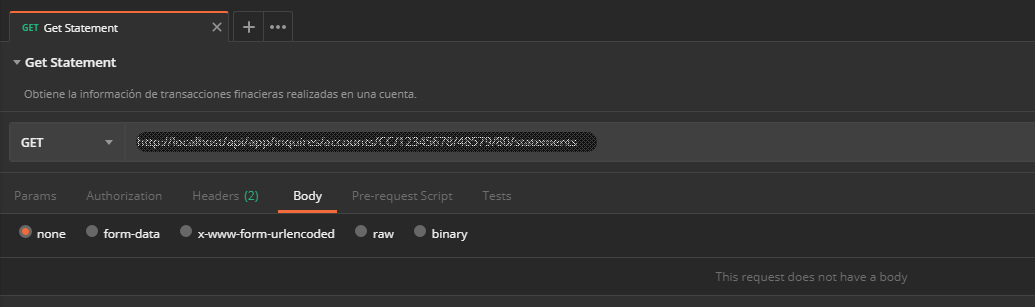 GET Get Statement
Get Statement
Obtiene la información de transacciones finacieras realizadas en una cuenta.
GET http://localhost/api/app/inquires/accounts/CC/12345678/48579/80/statements
Params Authorization Headers (2) Body Pre-request Script Tests
none form-data x-www-form-urlencoded raw binary
This request does not have a body